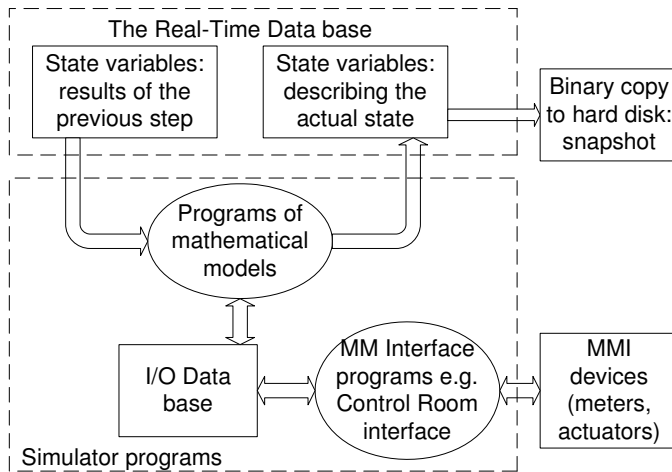 The Real-Time Data base
State variables:
results of the
previous step
State variables:
describing the
actual state
Binary copy
to hard disk:
snapshot
Programs of
mathematical
models
I/O Data
base
MM Interface
programs e.g.
Control Room
interface
MMI
devices
(meters,
actuators)
Simulator programs